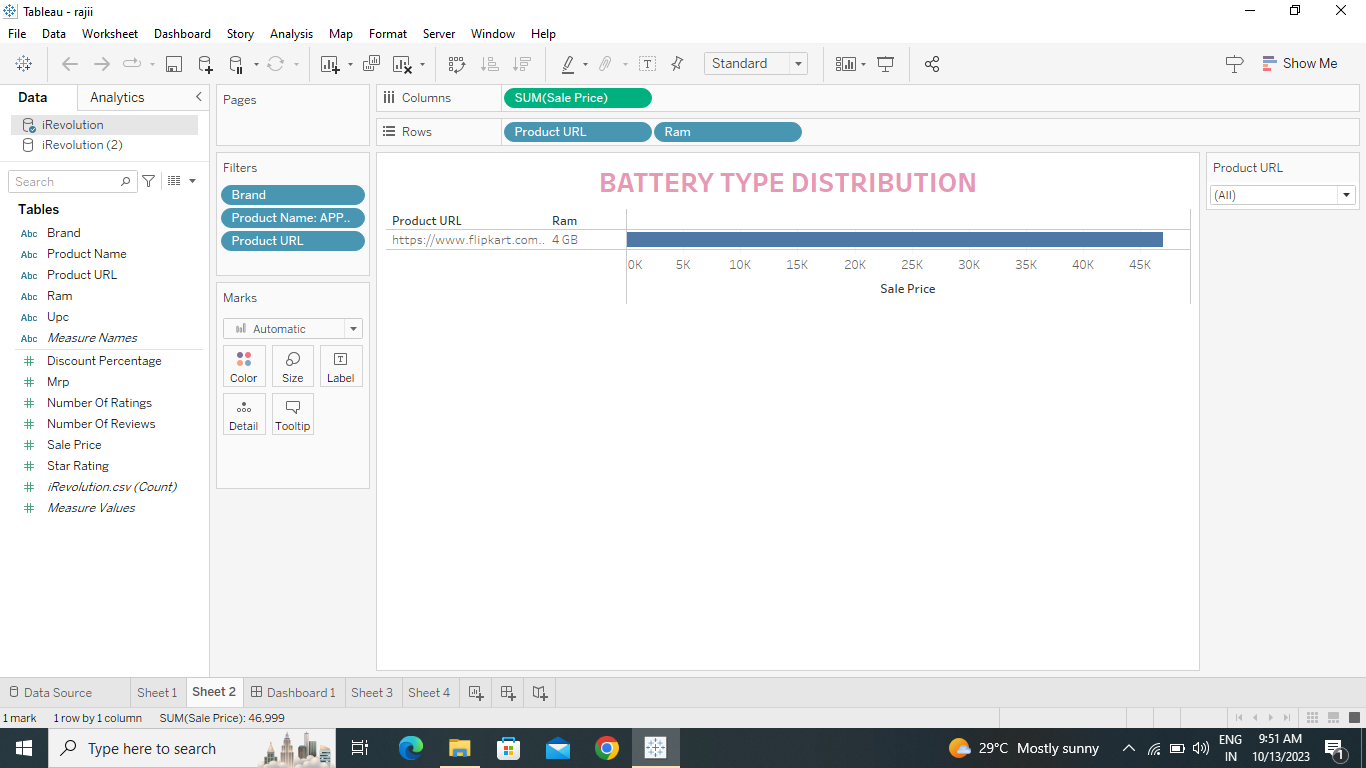 Tableau - rajii
File Data Worksheet Dashboard Story Analysis Map Format Server Window Help
Standard
Show Me
Data Analytics
iRevolution
iRevolution (2)
Search
Tables
Abc Brand
Abc Product Name
Abc Product URL
Abc Ram
Abc Upc
Abc Measure Names
Discount Percentage
Mrp
Number Of Ratings
Number Of Reviews
Sale Price
Star Rating
iRevolution.csv (Count)
Measure Values
Pages
Filters
Brand
Product Name: APP..
Product URL
Marks
Automatic
Color Size Label
Detail Tooltip
Columns SUM(Sale Price)
Rows Product URL Ram
BATTERY TYPE DISTRIBUTION
Product URL Ram
https://www.flipkart.com.. 4 GB
0K 5K 10K 15K 20K 25K 30K 35K 40K 45K
Sale Price
Product URL
(All)
Data Source Sheet 1 Sheet 2 Dashboard 1 Sheet 3 Sheet 4
1 mark 1 row by 1 column SUM(Sale Price): 46,999
Type here to search
29°C Mostly sunny
ENG
IN
9:51 AM
10/13/2023
1